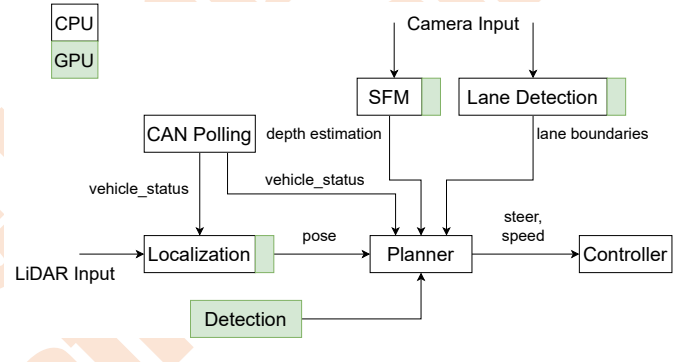 CPU
GPU
Camera Input
SFM
Lane Detection
CAN Polling
depth estimation
lane boundaries
vehicle_status
vehicle_status
steer,
speed
pose
Localization
Planner
Controller
LiDAR Input
Detection